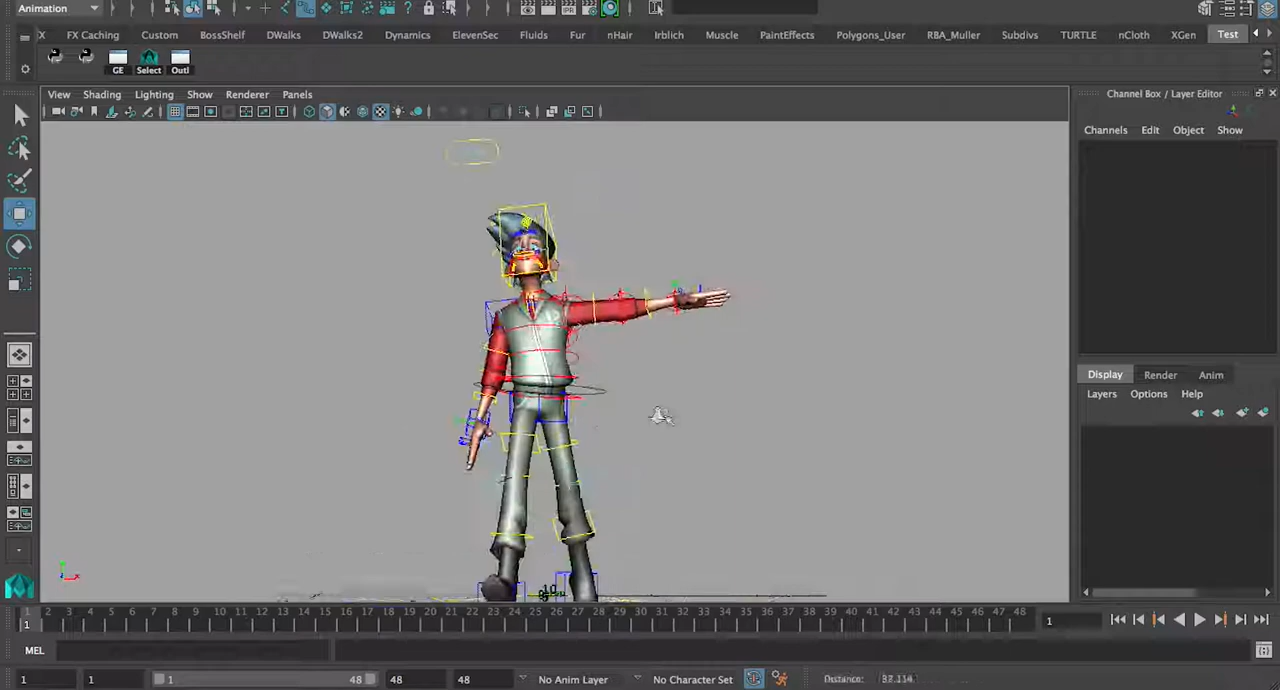 Animation
IPR
X FX Caching Custom BossShelf DWalks DWalks2 Dynamics ElevenSec Fluids Fur nHair Irblich Muscle PaintEffects Polygons_User RBA_Muller Subdivs TURTLE nCloth XGen Test
GE Select Outl
View Shading Lighting Show Renderer Panels
Channel Box / Layer Editor
Channels Edit Object Show
Display Render Anim
Layers Options Help
1 2 3 4 5 6 7 8 9 10 11 12 13 14 15 16 17 18 19 20 21 22 23 24 25 26 27 28 29 30 31 32 33 34 35 36 37 38 39 40 41 42 43 44 45 46 47 48
1 1
MEL
1 1 1 48 48 48 No Anim Layer No Character Set Distance: 37.114